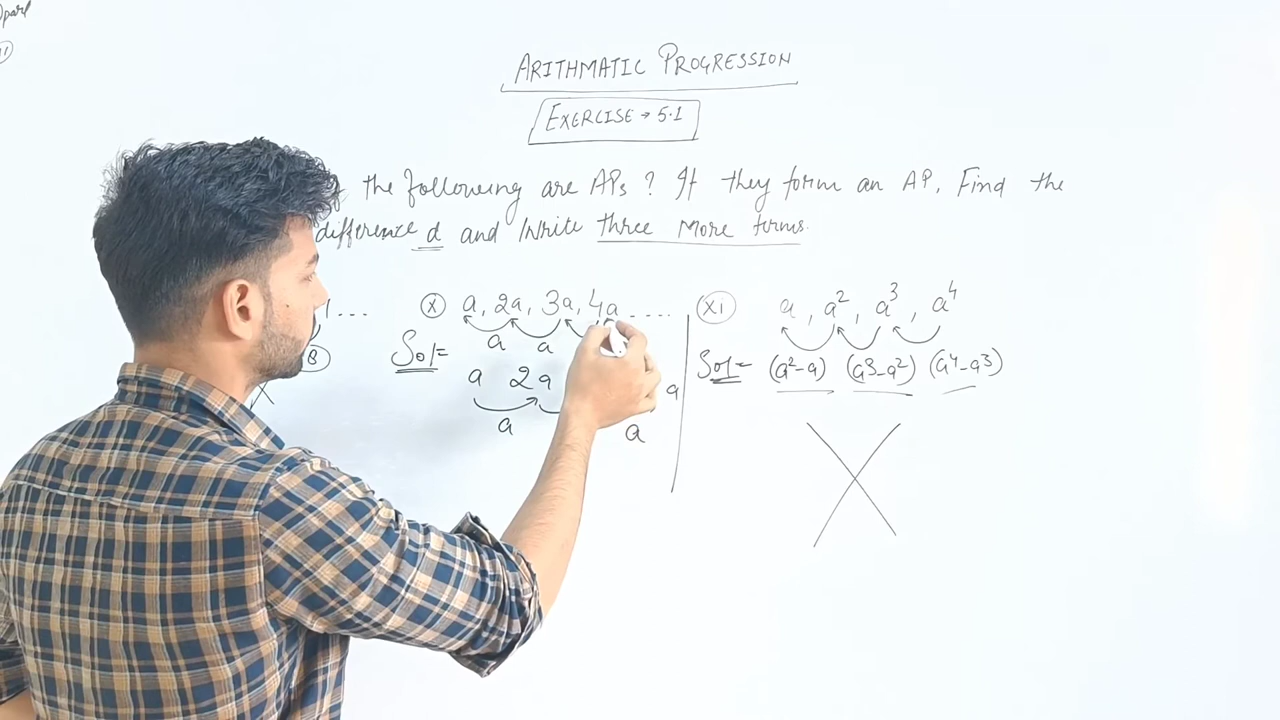 ARITHMATIC PROGRESSION
EXERCISE → 5.1
the following are APs ? If they form an AP, Find the
difference d and Write three More terms.
(x) a, 2a, 3a, 4a ....
a a
Sol=
a 2a
a a a
(xi) a, a², a³, a⁴
Sol= (a²-a) (a³-a²) (a⁴-a³)